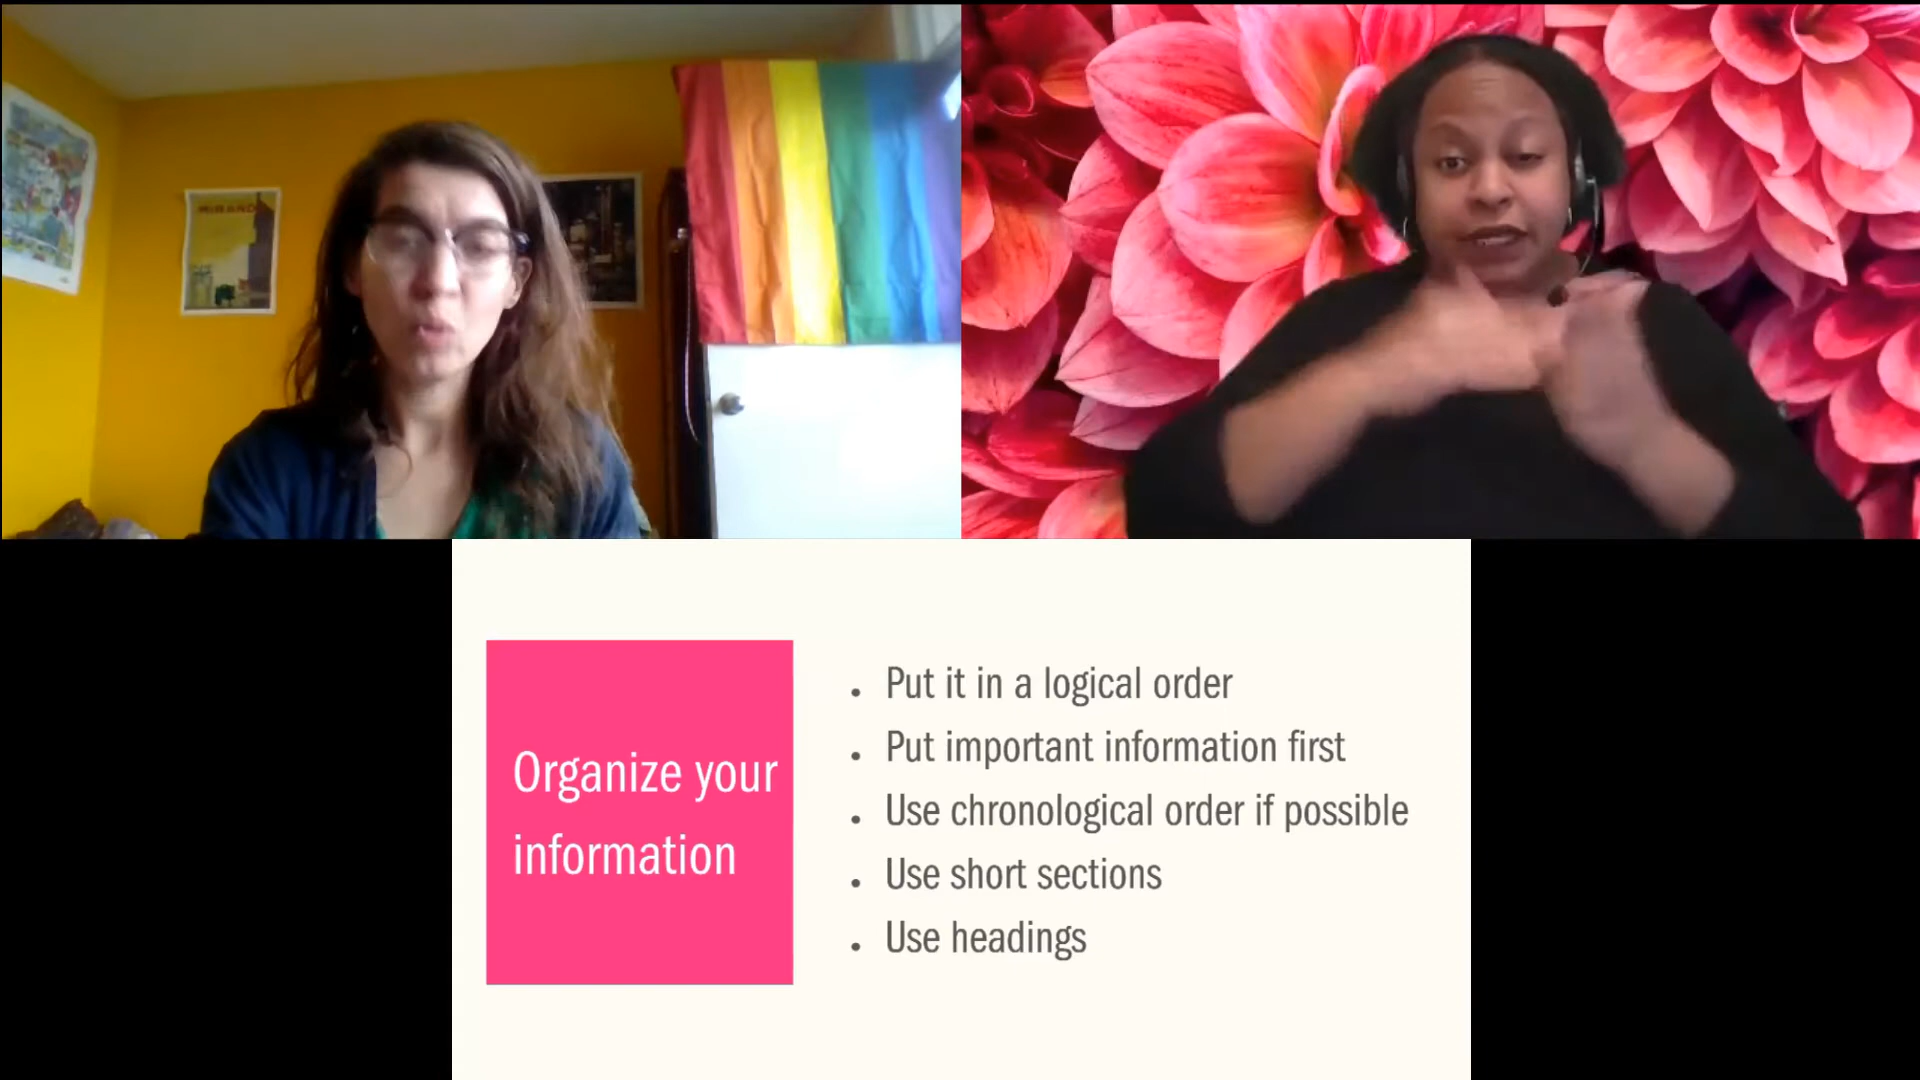 MIRANO
Organize your
information
Put it in a logical order
Put important information first
Use chronological order if possible
Use short sections
Use headings